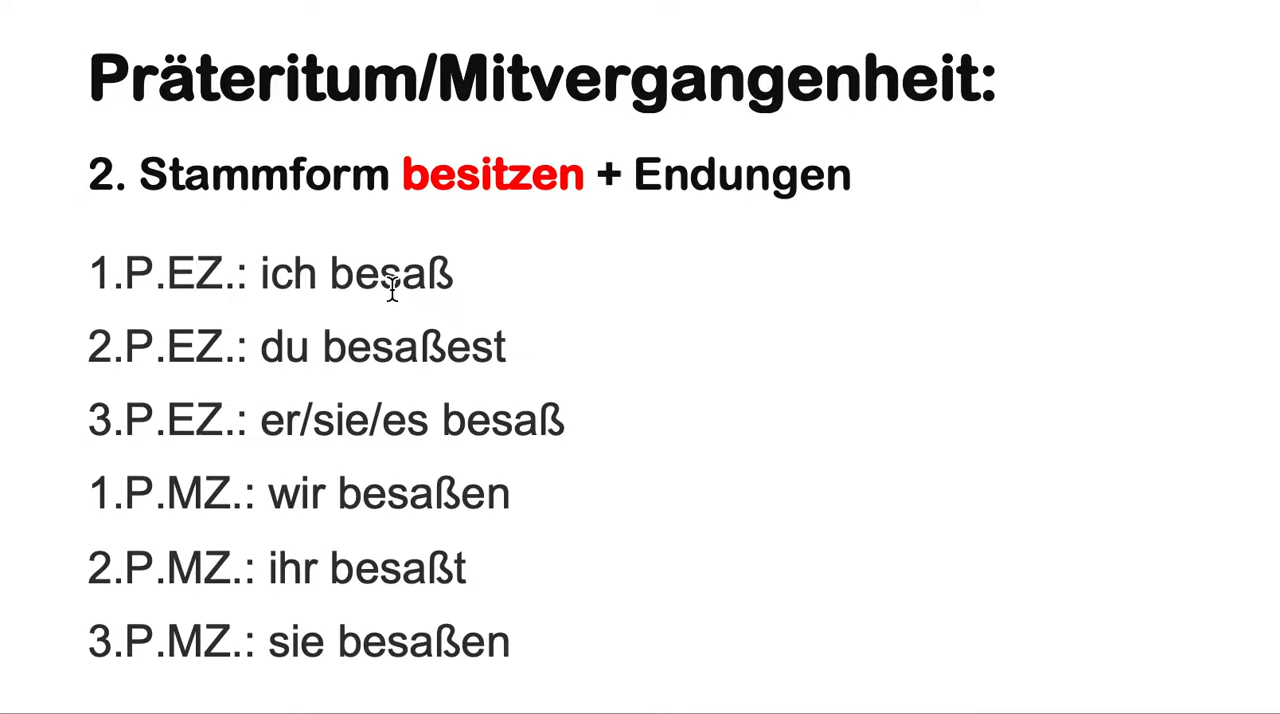 Präteritum/Mitvergangenheit:
2. Stammform besitzen + Endungen
1.P.EZ.: ich besaß
2.P.EZ.: du besaßest
3.P.EZ.: er/sie/es besaß
1.P.MZ.: wir besaßen
2.P.MZ.: ihr besaßt
3.P.MZ.: sie besaßen